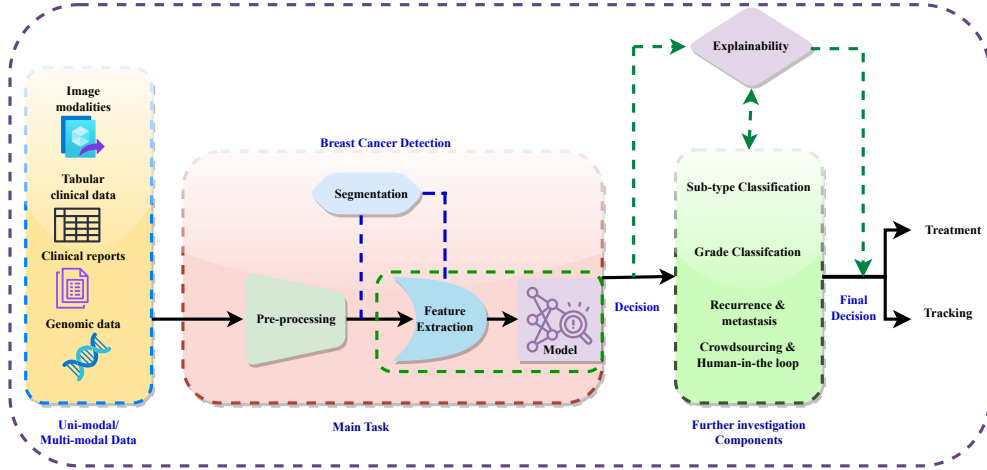 Image
modalities
Tabular
clinical data
Clinical reports
Genomic data
Uni-modal/
Multi-modal Data
Breast Cancer Detection
Segmentation
Pre-processing
Feature
Extraction
Model
Main Task
Decision
Explainability
Sub-type Classification
Grade Classifcation
Recurrence &
metastasis
Crowdsourcing &
Human-in-the loop
Further investigation
Components
Final
Decision
Treatment
Tracking